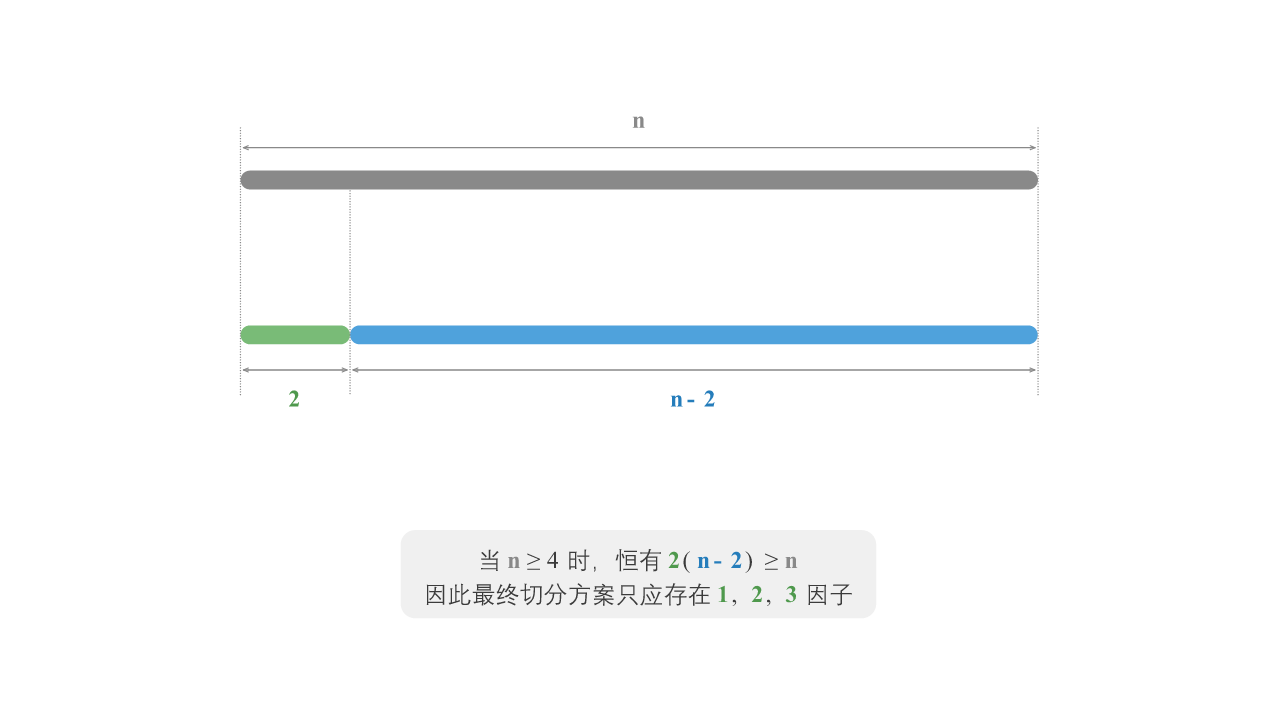 n
2
n - 2
当 n ≥ 4 时，恒有 2( n - 2 ) ≥ n
因此最终切分方案只应存在 1，2，3 因子